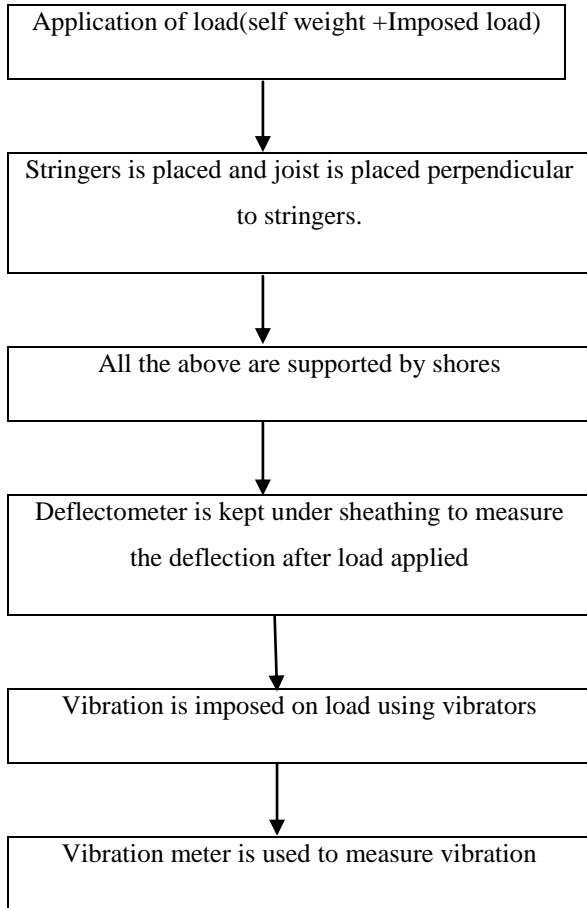 Application of load(self weight +Imposed load)
Stringers is placed and joist is placed perpendicular
to stringers.
All the above are supported by shores
Deflectometer is kept under sheathing to measure
the deflection after load applied
Vibration is imposed on load using vibrators
Vibration meter is used to measure vibration